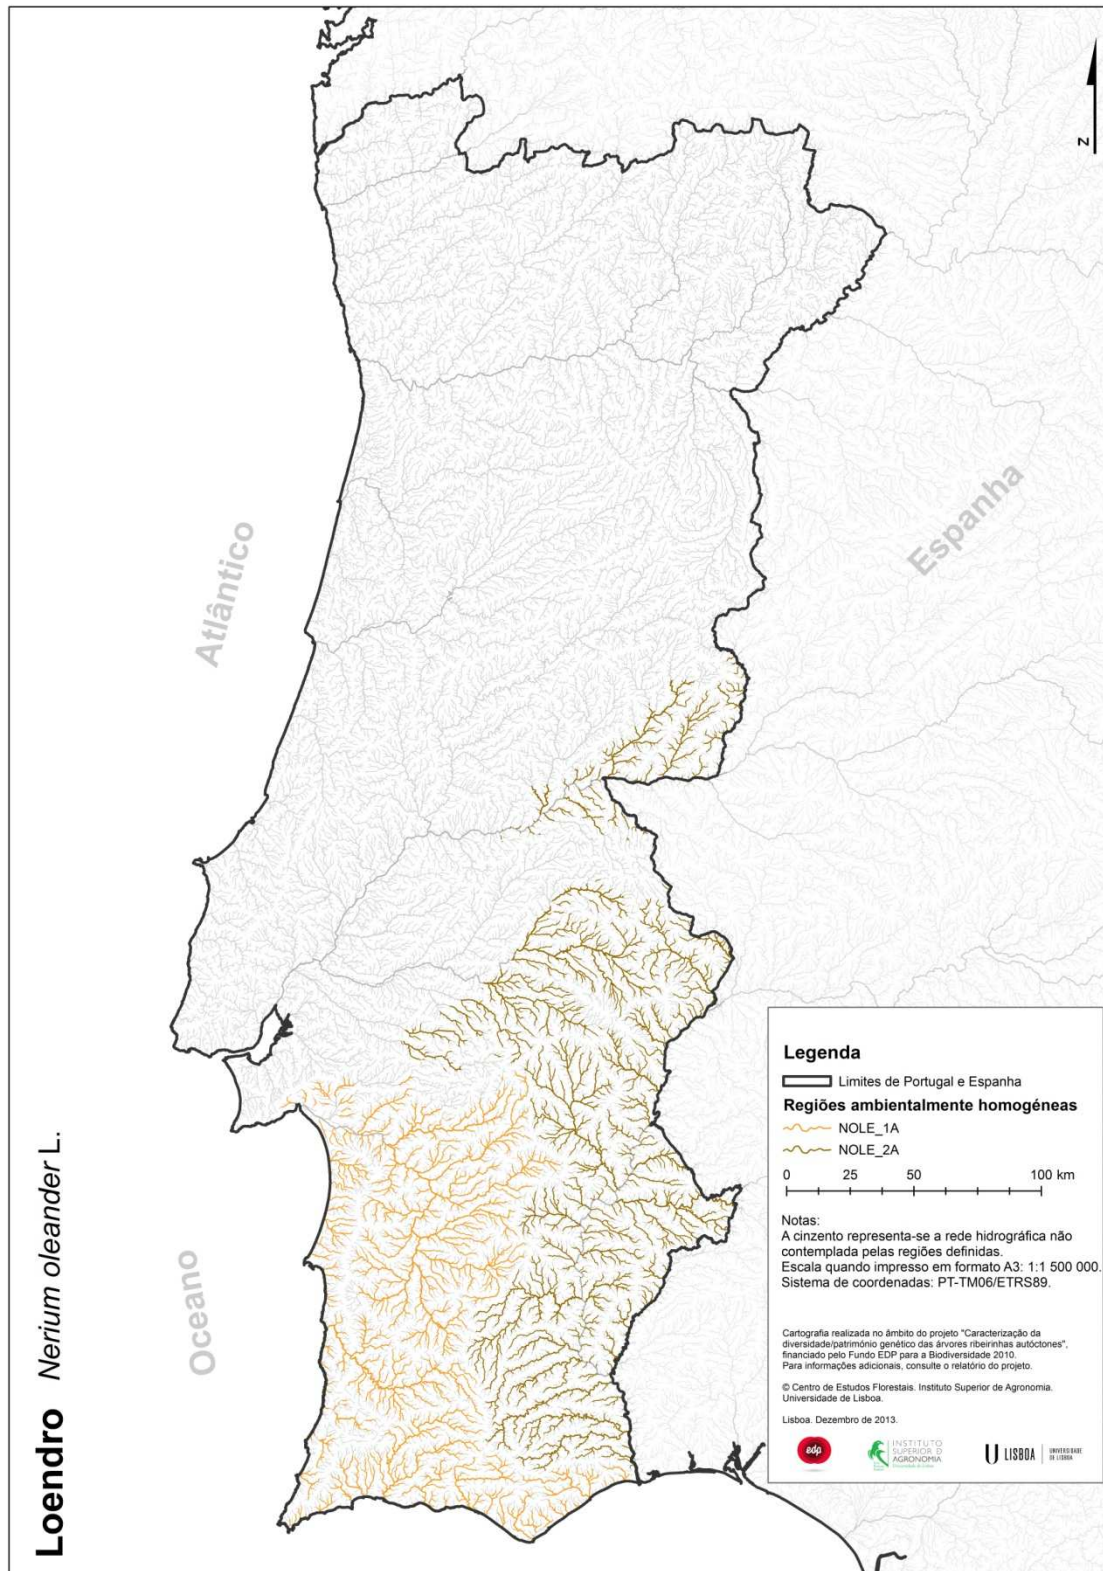 Loendro Nerium oleander L.
Atlântico
Oceano
Espanha
N
Legenda
Limites de Portugal e Espanha
Regiões ambientalmente homogéneas
NOLE_1A
NOLE_2A
0 25 50 100 km
Notas:
A cinzento representa-se a rede hidrográfica não
contemplada pelas regiões definidas.
Escala quando impresso em formato A3: 1:1 500 000.
Sistema de coordenadas: PT-TM06/ETRS89.
Cartografia realizada no âmbito do projeto "Caracterização da
diversidade/património genético das árvores ribeirinhas autóctones",
financiado pelo Fundo EDP para a Biodiversidade 2010.
Para informações adicionais, consulte o relatório do projeto.
© Centro de Estudos Florestais. Instituto Superior de Agronomia.
Universidade de Lisboa.
Lisboa. Dezembro de 2013.
edp
INSTITUTO
SUPERIOR D
AGRONOMIA
LISBOA
UNIVERSIDADE
DE LISBOA